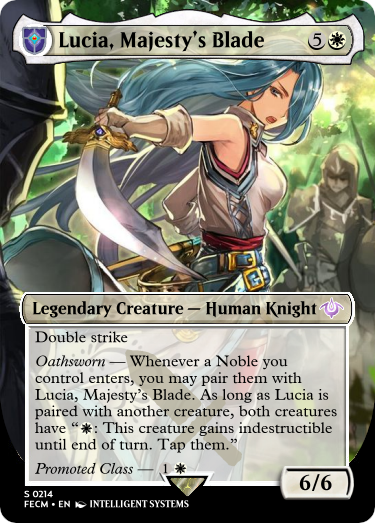 Lucia, Majesty's Blade 5
Legendary Creature — Human Knight
Double strike
Oathsworn — Whenever a Noble you
control enters, you may pair them with
Lucia, Majesty's Blade. As long as Lucia is
paired with another creature, both creatures
have “: This creature gains indestructible
until end of turn. Tap them.”
Promoted Class — 1
6/6
S 0214
FECM • EN INTELLIGENT SYSTEMS